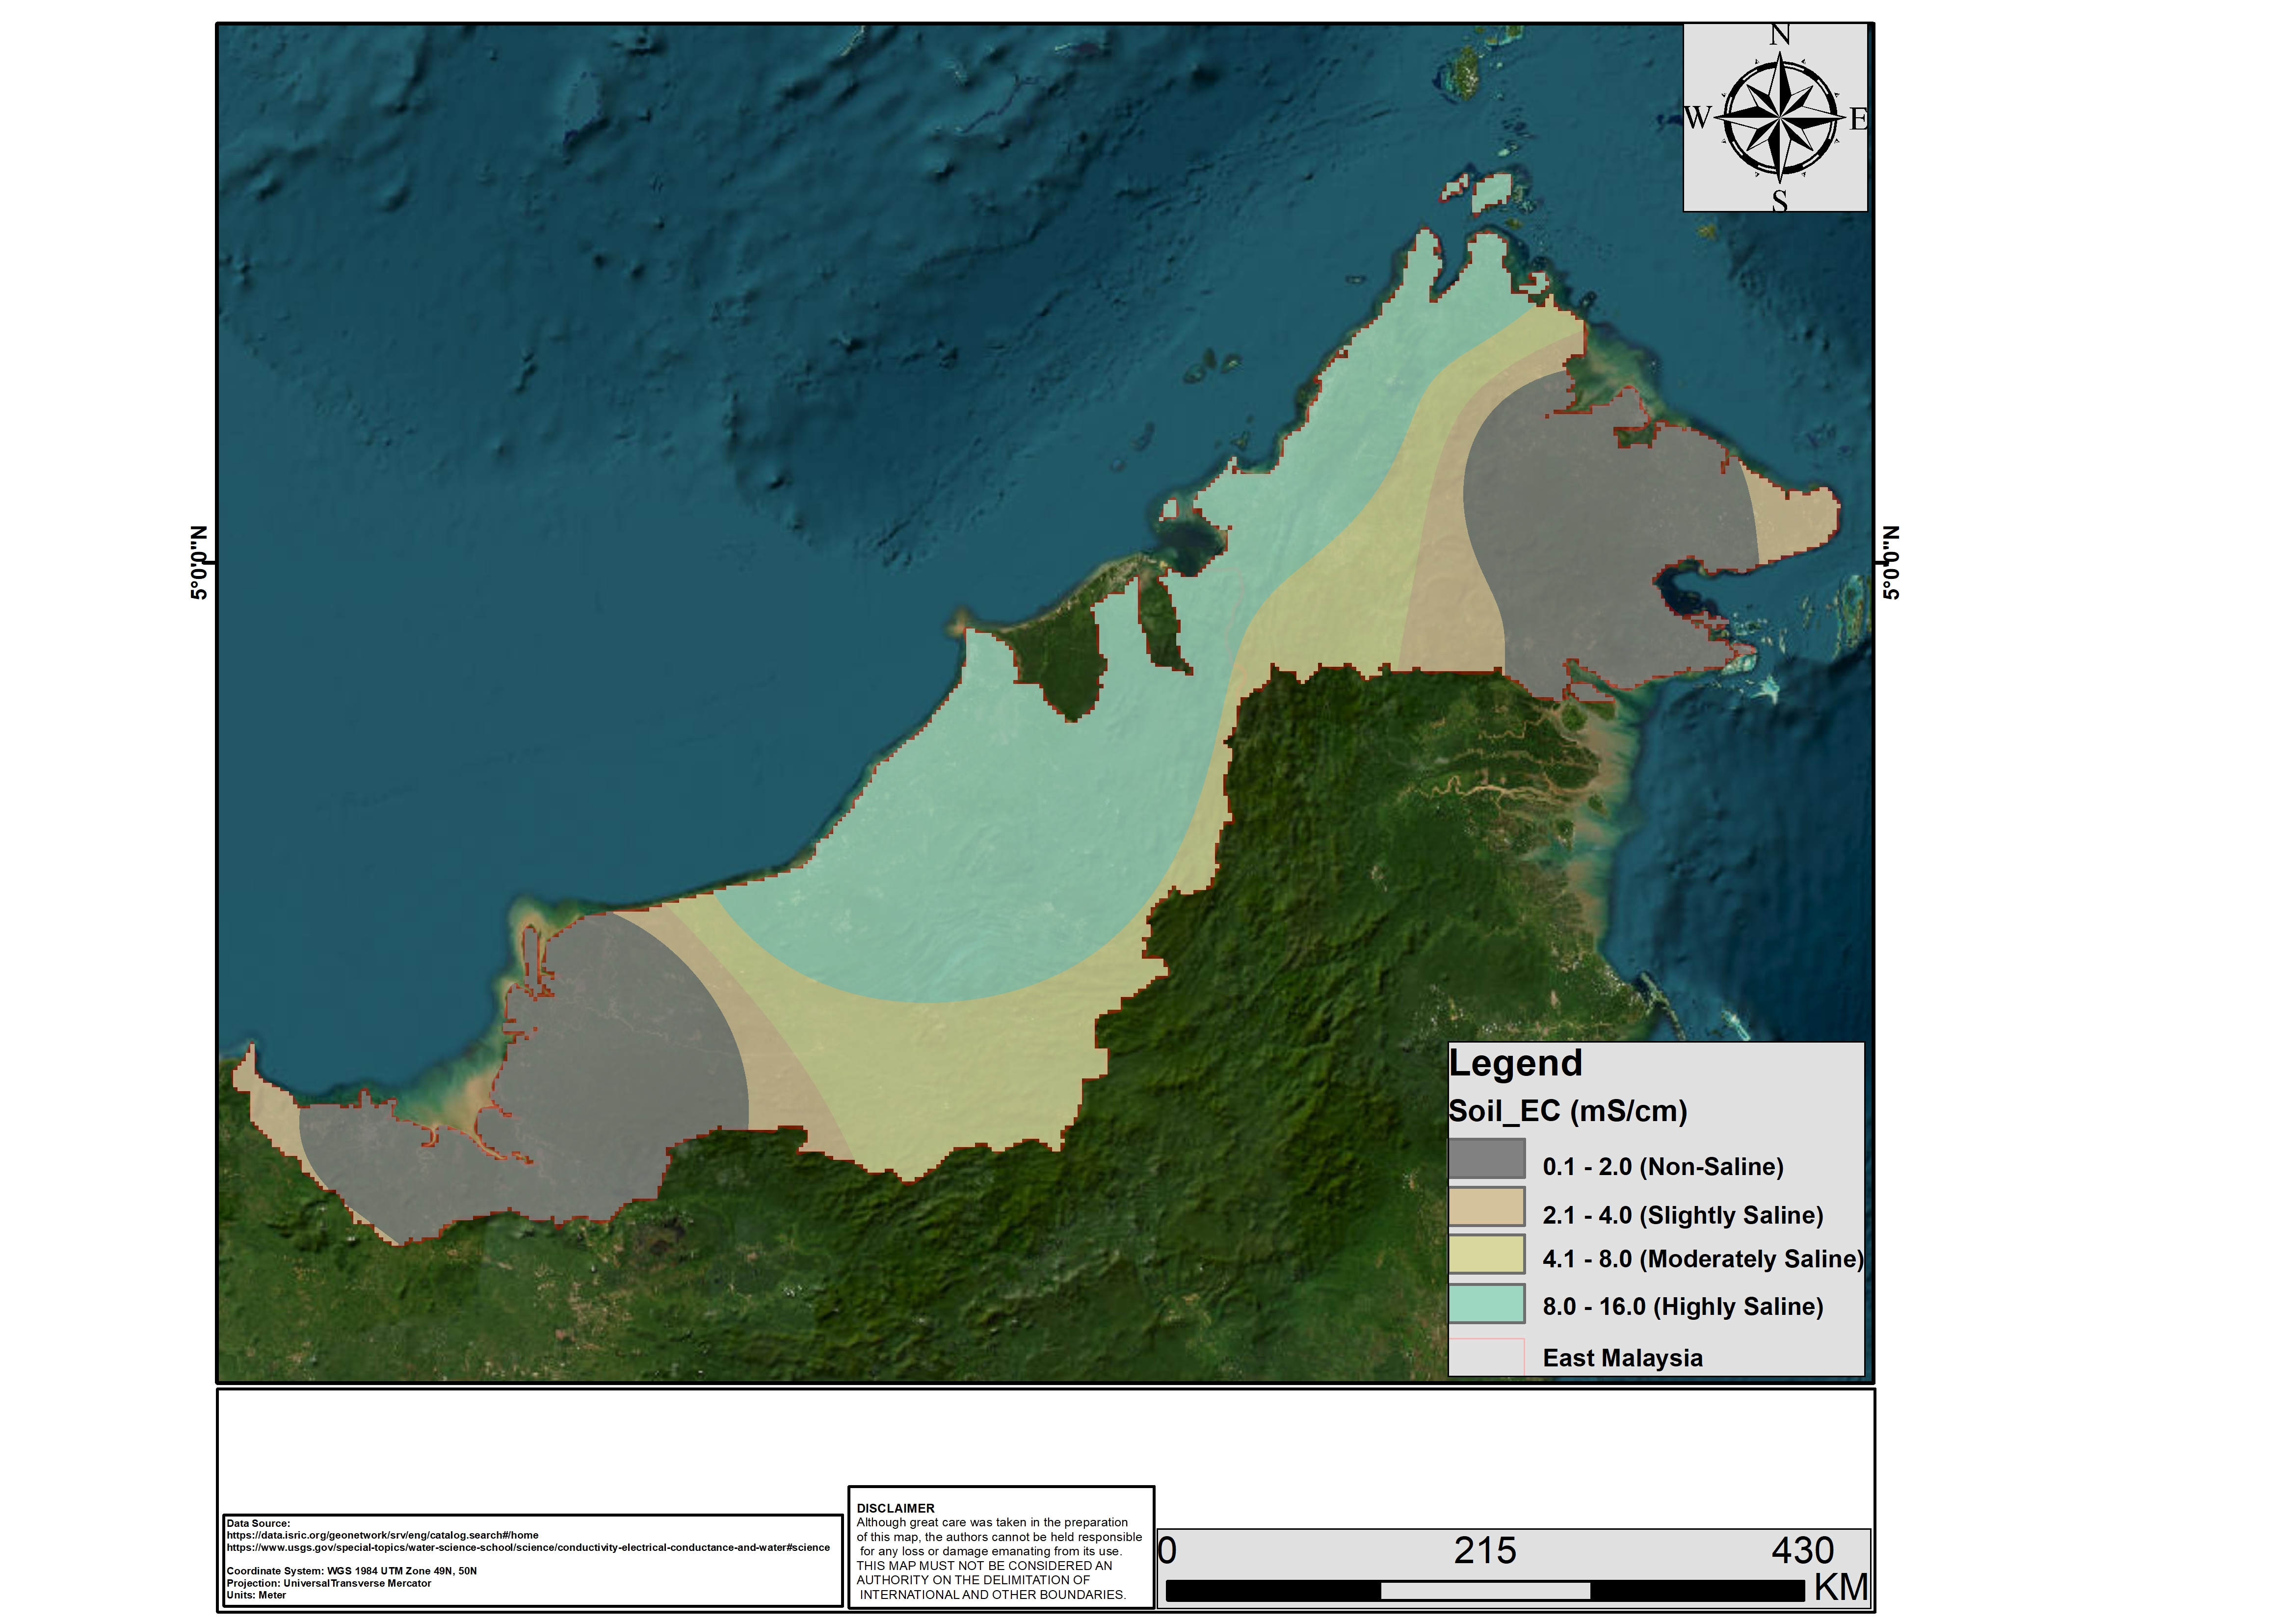 N
W E
S
5°0'0"N
5°0'0"N
Legend
Soil_EC (mS/cm)
0.1 - 2.0 (Non-Saline)
2.1 - 4.0 (Slightly Saline)
4.1 - 8.0 (Moderately Saline)
8.0 - 16.0 (Highly Saline)
East Malaysia
Data Source:
https://data.isric.org/geonetwork/srv/eng/catalog.search#/home
https://www.usgs.gov/special-topics/water-science-school/science/conductivity-electrical-conductance-and-water#science
Coordinate System: WGS 1984 UTM Zone 49N, 50N
Projection: Universal Transverse Mercator
Units: Meter
DISCLAIMER
Although great care was taken in the preparation
of this map, the authors cannot be held responsible
for any loss or damage emanating from its use.
THIS MAP MUST NOT BE CONSIDERED AN
AUTHORITY ON THE DELIMITATION OF
INTERNATIONAL AND OTHER BOUNDARIES.
0 215 430
KM